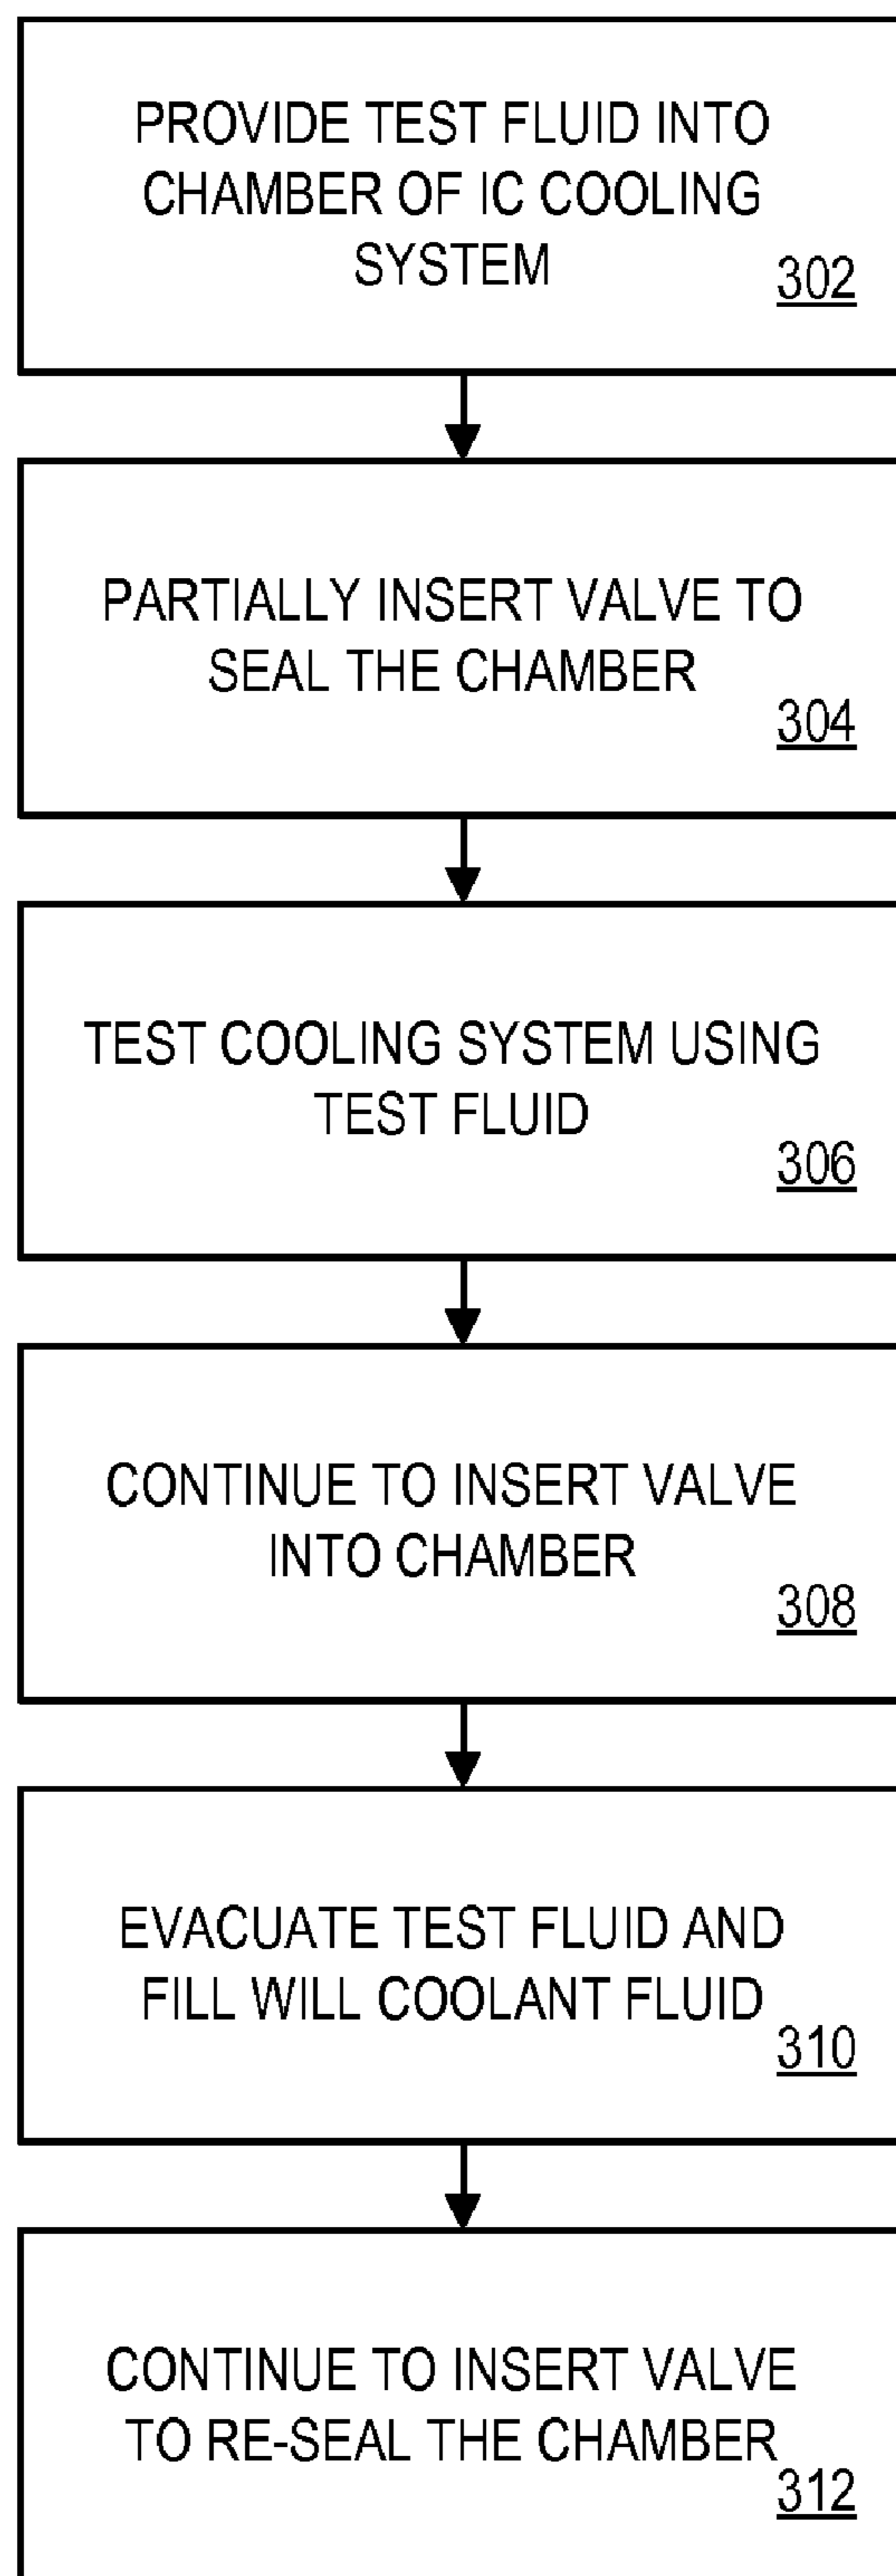 PROVIDE TEST FLUID INTO
CHAMBER OF IC COOLING
SYSTEM
302
PARTIALLY INSERT VALVE TO
SEAL THE CHAMBER
304
TEST COOLING SYSTEM USING
TEST FLUID
306
CONTINUE TO INSERT VALVE
INTO CHAMBER
308
EVACUATE TEST FLUID AND
FILL WILL COOLANT FLUID
310
CONTINUE TO INSERT VALVE
TO RE-SEAL THE CHAMBER
312